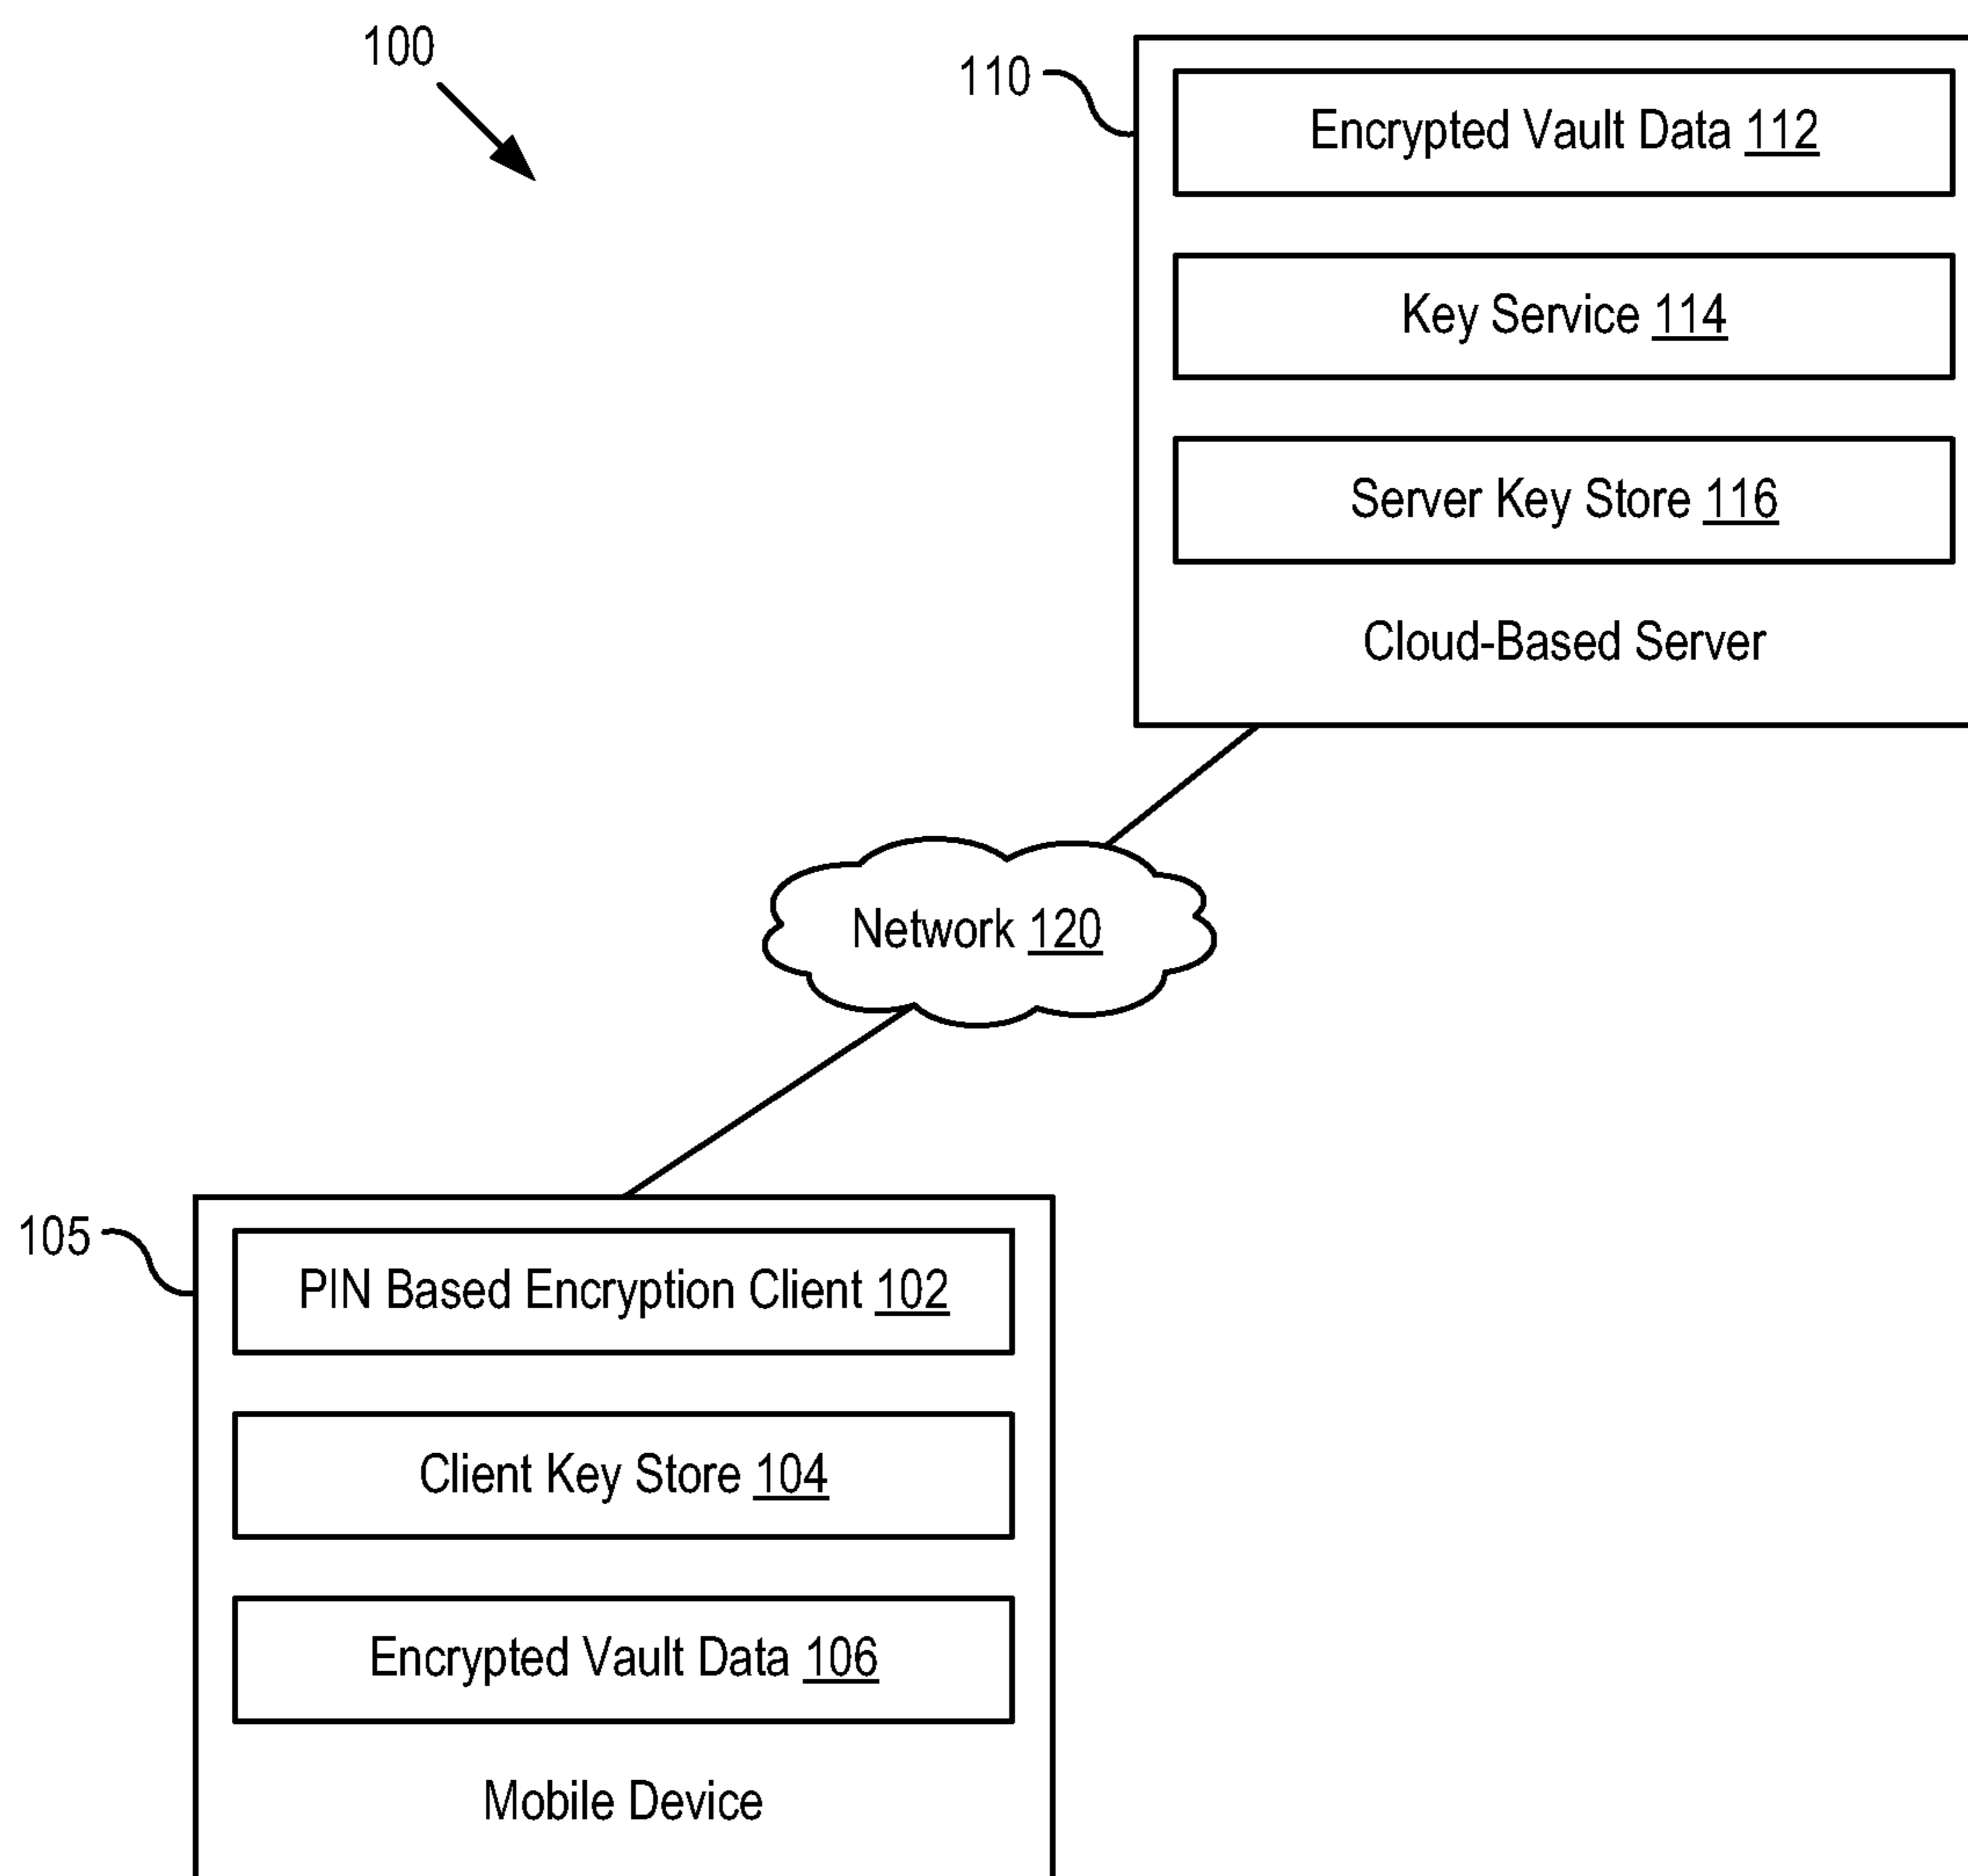 100
110
Encrypted Vault Data 112
Key Service 114
Server Key Store 116
Cloud-Based Server
Network 120
105
PIN Based Encryption Client 102
Client Key Store 104
Encrypted Vault Data 106
Mobile Device